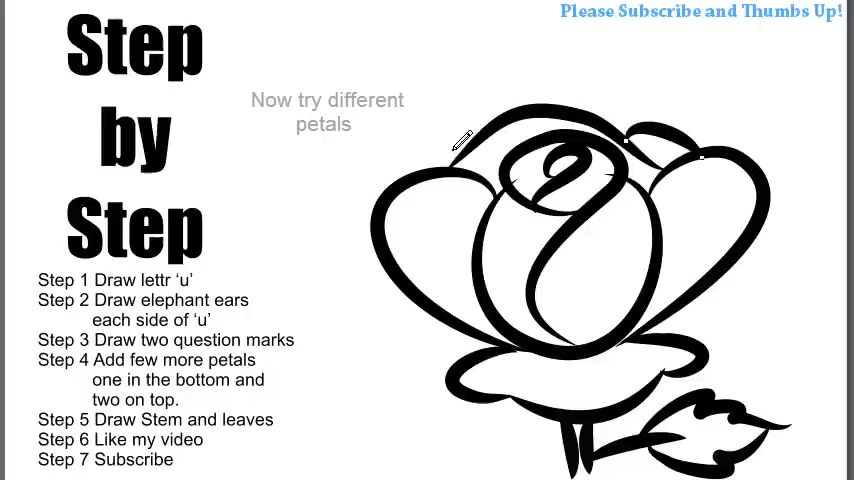 Please Subscribe and Thumbs Up!
Step
by
Step
Now try different
petals
Step 1 Draw lettr ‘u’
Step 2 Draw elephant ears
each side of ‘u’
Step 3 Draw two question marks
Step 4 Add few more petals
one in the bottom and
two on top.
Step 5 Draw Stem and leaves
Step 6 Like my video
Step 7 Subscribe